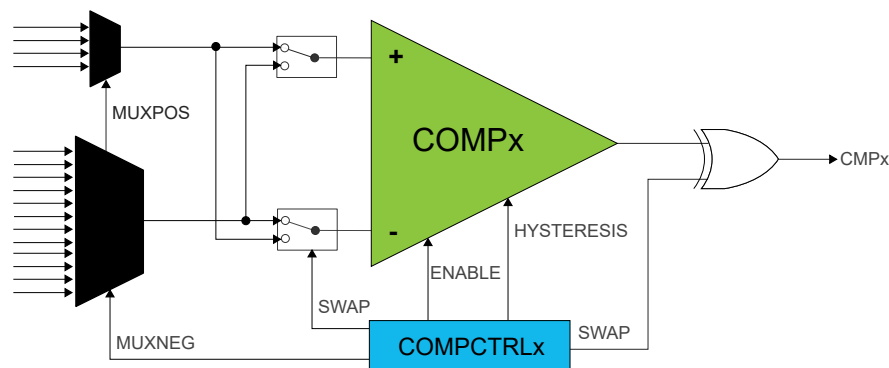 MUXPOS
+
COMPx
CMPx
-
HYSTERESIS
ENABLE
SWAP
SWAP
MUXNEG
COMPCTRLx